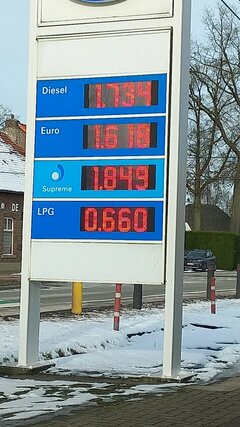 Diesel 1.734
Euro 1.618
Supreme 1.849
LPG 0.660